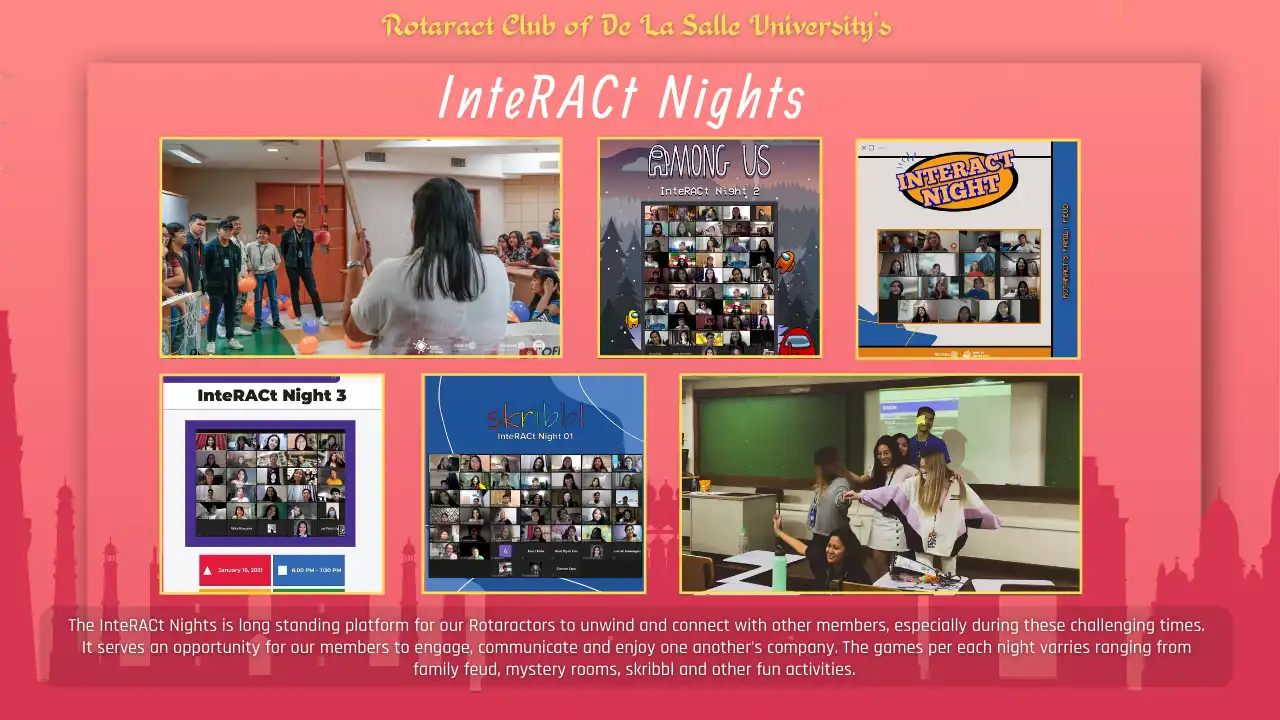 Rotaract Club of De La Salle University's
InteRACt Nights
AMONG US
InteRACt Night 2
INTERACT
NIGHT
ROTARACT'S FAMILY FEUD
InteRACt Night 3
January 16, 2021
6:00 PM - 7:30 PM
skribbl
InteRACt Night 01
The InteRACt Nights is long standing platform for our Rotaractors to unwind and connect with other members, especially during these challenging times.
It serves an opportunity for our members to engage, communicate and enjoy one another's company. The games per each night varries ranging from
family feud, mystery rooms, skribbl and other fun activities.